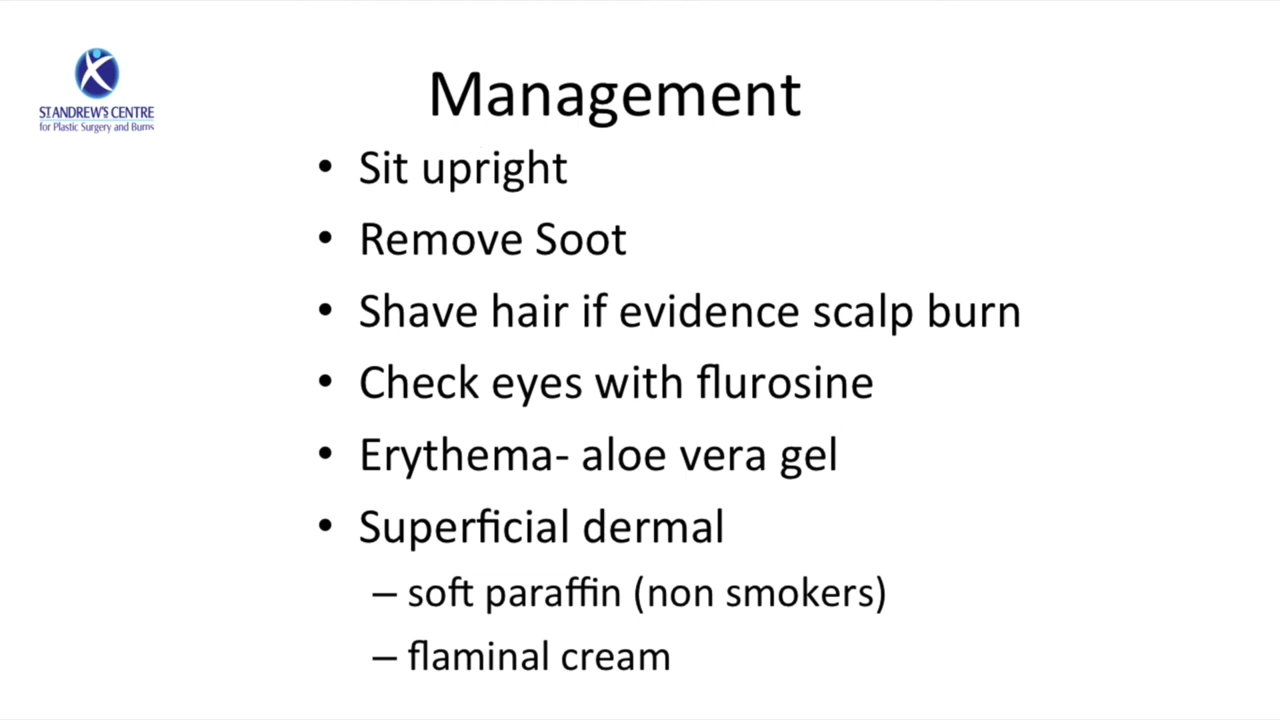 ST.ANDREW'S CENTRE
for Plastic Surgery and Burns
Management
• Sit upright
• Remove Soot
• Shave hair if evidence scalp burn
• Check eyes with flurosine
• Erythema- aloe vera gel
• Superficial dermal
– soft paraffin (non smokers)
– flaminal cream